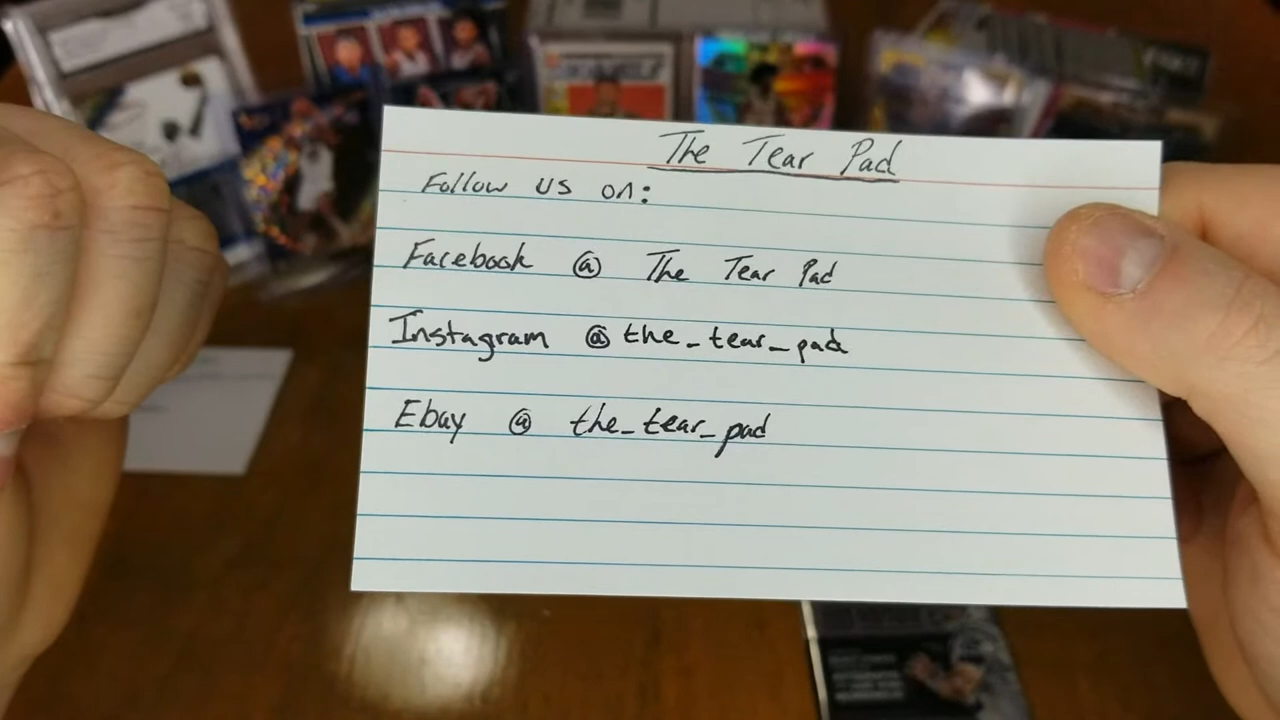 The Tear Pad
Follow us on:
Facebook @ The Tear Pad
Instagram @the_tear_pad
Ebay @ the_tear_pad